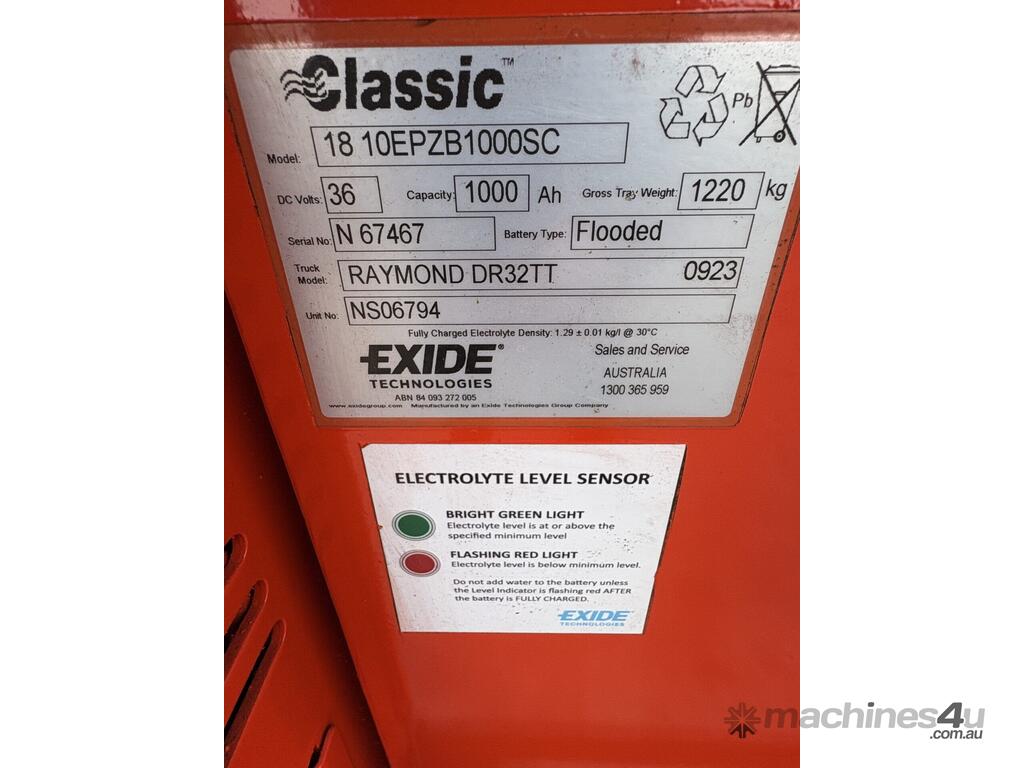 Classic™
Pb
Model: 18 10EPZB1000SC
DC Volts: 36 Capacity: 1000 Ah Gross Tray Weight: 1220 kg
Serial No: N 67467 Battery Type: Flooded
Truck Model: RAYMOND DR32TT 0923
Unit No: NS06794
Fully Charged Electrolyte Density: 1.29 ± 0.01 kg/l @ 30°C
EXIDE®
TECHNOLOGIES
ABN 84 093 272 005
Sales and Service
AUSTRALIA
1300 365 959
www.exidegroup.com Manufactured by an Exide Technologies Group Company
ELECTROLYTE LEVEL SENSOR
BRIGHT GREEN LIGHT
Electrolyte level is at or above the
specified minimum level
FLASHING RED LIGHT
Electrolyte level is below minimum level.
Do not add water to the battery unless
the Level Indicator is flashing red AFTER
the battery is FULLY CHARGED.
EXIDE
TECHNOLOGIES
machines4u
.com.au